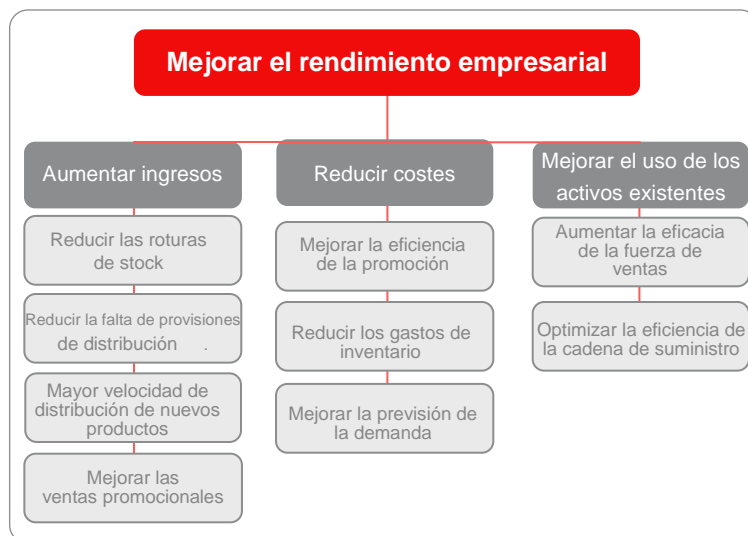 Mejorar el rendimiento empresarial
Aumentar ingresos
Reducir las roturas
de stock
Reducir la falta de provisiones
de distribución .
Mayor velocidad de
distribución de nuevos
productos
Mejorar las
ventas promocionales
Reducir costes
Mejorar la eficiencia
de la promoción
Reducir los gastos de
inventario
Mejorar la previsión de
la demanda
Mejorar el uso de los
activos existentes
Aumentar la eficacia
de la fuerza de
ventas
Optimizar la eficiencia de
la cadena de suministro